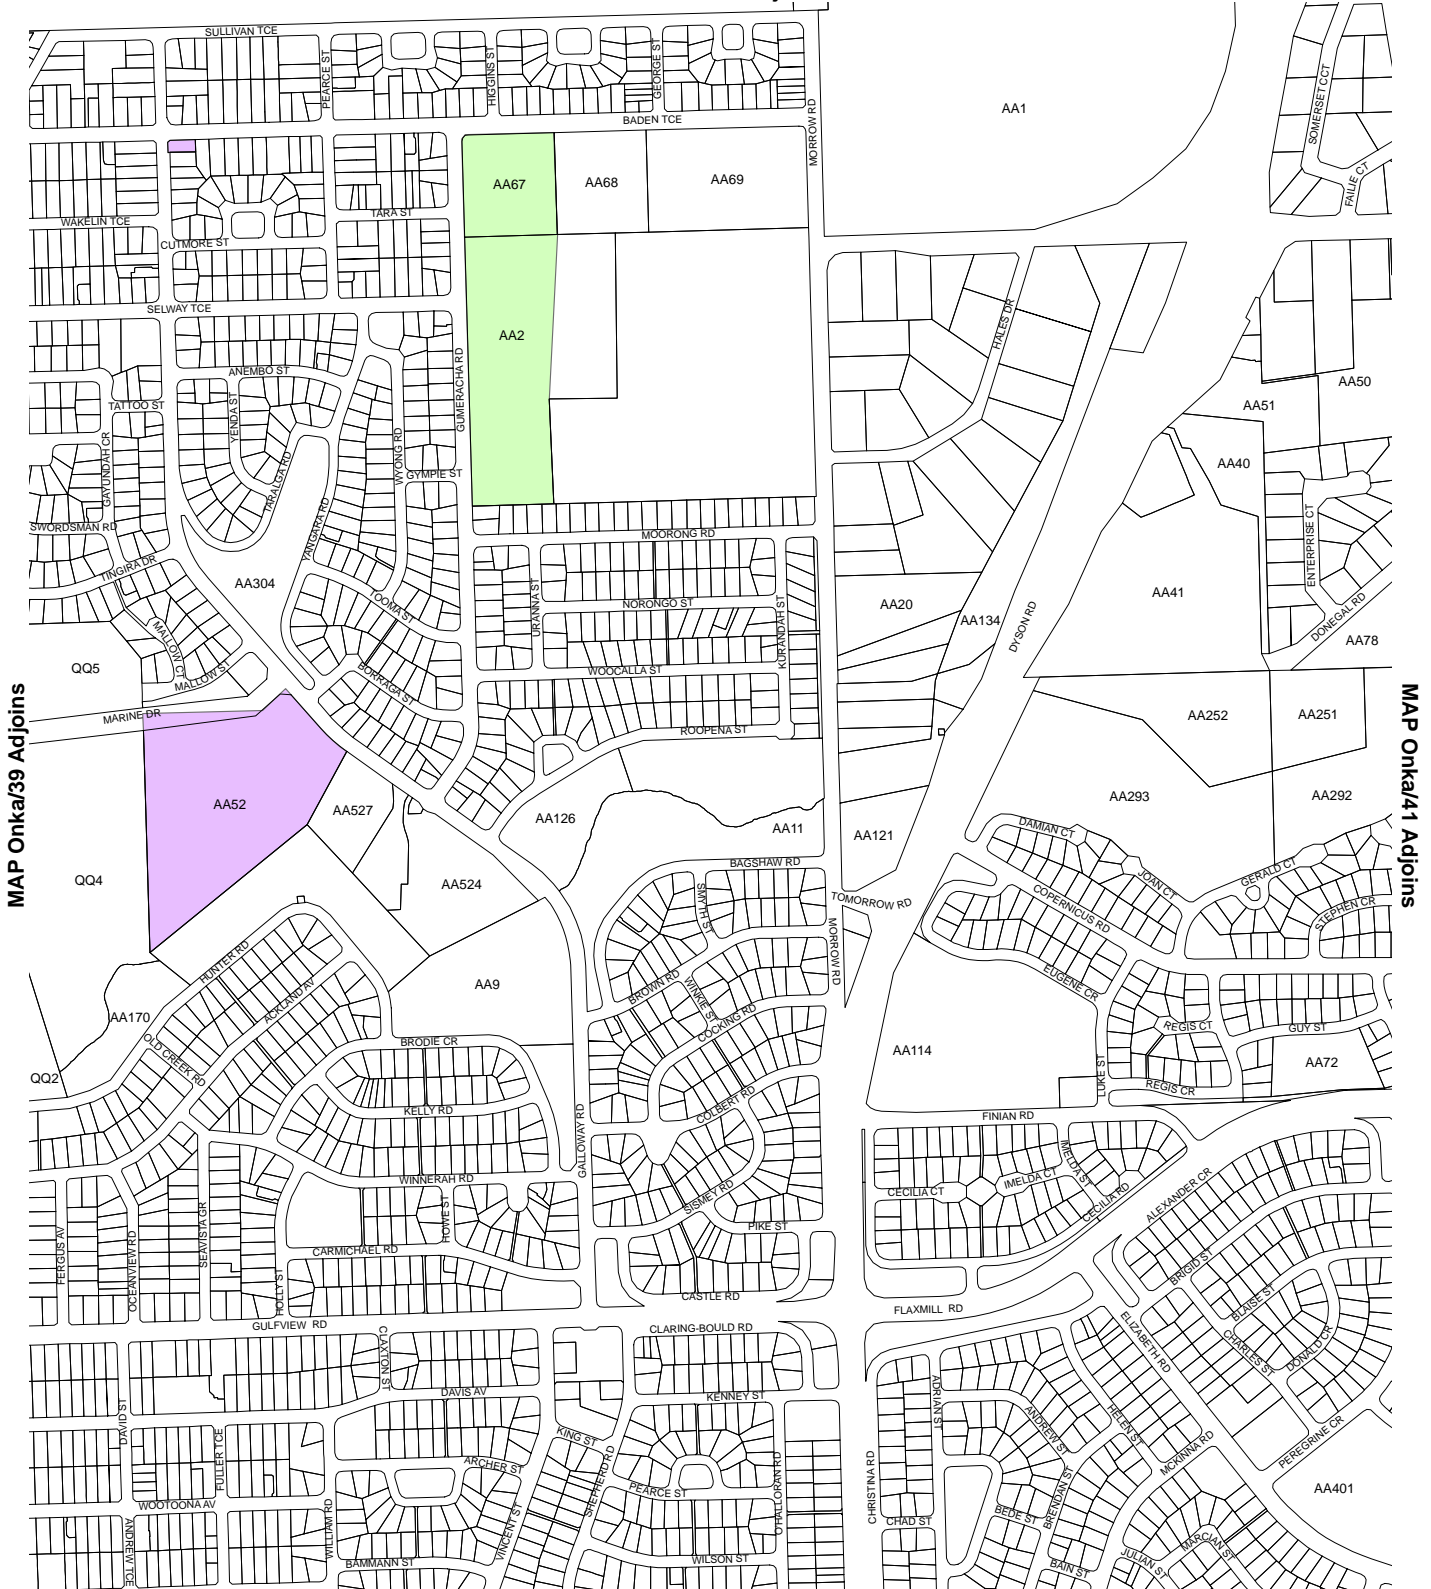 SULLIVAN TCE
PEARCE ST
HIGGINS ST
GEORGE ST
BADEN TCE
MORROW RD
AA1
SOMERSET CCT
FAILIE CT
AA67
AA68
AA69
WAKELIN TCE
TARA ST
CUTMORE ST
SELWAY TCE
AA2
HALES DR
GUMERACHA RD
ANEMBO ST
TATTOO ST
YENDA ST
AA50
AA51
GAYUNDAH CR
WYONG RD
GYMPIE ST
TARALGA RD
AA40
SWORDSMAN RD
YANGARA RD
MOORONG RD
ENTERPRISE CT
TINGIRA DR
AA304
TOOMA ST
URANNA ST
NORONGO ST
KURANDAH ST
AA20
AA134
AA41
DYSON RD
DONEGAL RD
AA78
MALLOW CT
QQ5
MALLOW ST
BORRAGA ST
WOOCALLA ST
MARINE DR
ROOPENA ST
AA252
AA251
MAP Onka/39 Adjoins
MAP Onka/41 Adjoins
AA52
AA527
AA126
AA11
AA121
AA293
AA292
DAMIAN CT
JOAN CT
GERALD CT
QQ4
AA524
BAGSHAW RD
SMYTH ST
TOMORROW RD
MORROW RD
COPERNICUS RD
STEPHEN CR
HUNTER RD
AA9
BROWN RD
WINKIE ST
EUGENE CR
ACKLAND AV
AA170
COCKING RD
REGIS CT
GUY ST
OLD CREEK RD
BRODIE CR
AA114
AA72
QQ2
LUKE ST
REGIS CR
KELLY RD
COLBERT RD
FINIAN RD
GALLOWAY RD
WINNERAH RD
IMELDA ST
IMELDA CT
CECILIA CT
CECILIA RD
ALEXANDER CR
SISMEY RD
HOWE ST
PIKE ST
FERGUS AV
OCEANVIEW RD
SEAVISTA GR
HOLLY ST
CARMICHAEL RD
BRIGID ST
BLAISE ST
CASTLE RD
FLAXMILL RD
GULFVIEW RD
CLARING-BOULD RD
ELIZABETH RD
CHARLES ST
DONALD CR
CLAXTON ST
DAVIS AV
KENNEY ST
ADRIAN ST
ANDREW ST
HELEN ST
DAVID ST
FULLER TCE
KING ST
MCKINNA RD
PEREGRINE CR
ARCHER ST
SHEPHERD RD
PEARCE ST
O'HALLORAN RD
CHRISTINA RD
AA401
WOOTOONA AV
ANDREW TCE
WILLIAM RD
VINCENT ST
CHAD ST
BEDE ST
BRENDAN ST
MARCIAN ST
JULIAN ST
BAMMANN ST
WILSON ST
BAIN ST